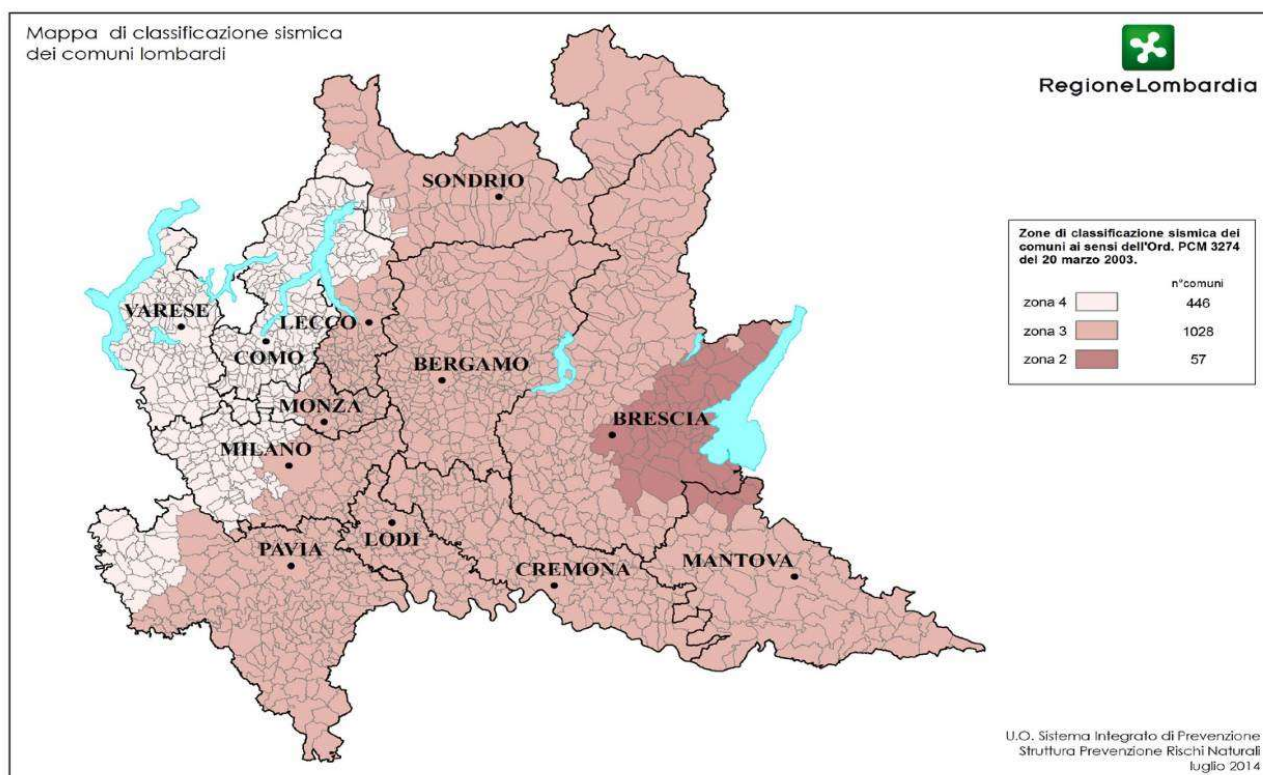 Mappa di classificazione sismica
dei comuni lombardi
RegioneLombardia
SONDRIO
VARESE
LECCO
COMO
BERGAMO
MONZA
BRESCIA
MILANO
PAVIA
LODI
CREMONA
MANTOVA
Zone di classificazione sismica dei
comuni ai sensi dell'Ord. PCM 3274
del 20 marzo 2003.
n°comuni
zona 4 446
zona 3 1028
zona 2 57
U.O. Sistema Integrato di Prevenzione
Struttura Prevenzione Rischi Naturali
luglio 2014